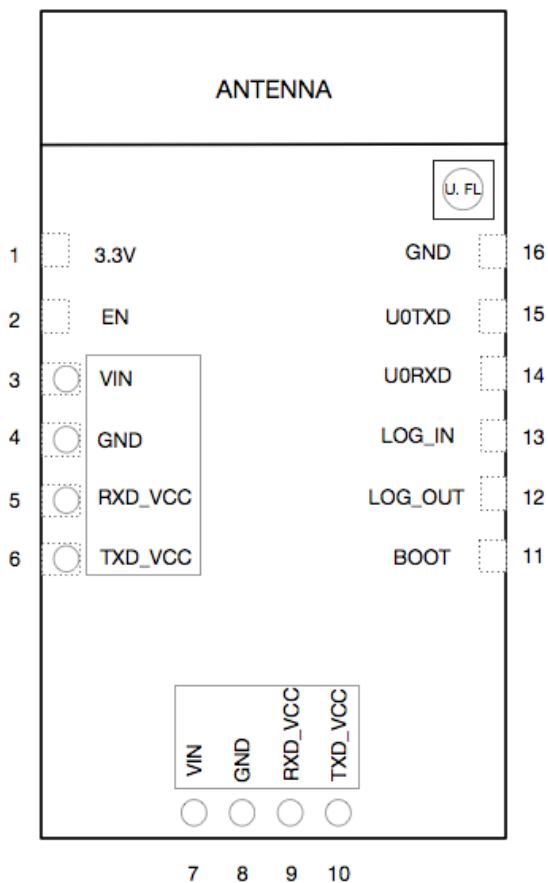 ANTENNA
U. FL
1 3.3V GND 16
2 EN U0TXD 15
3 VIN U0RXD 14
4 GND LOG_IN 13
5 RXD_VCC LOG_OUT 12
6 TXD_VCC BOOT 11
VIN GND RXD_VCC TXD_VCC
7 8 9 10